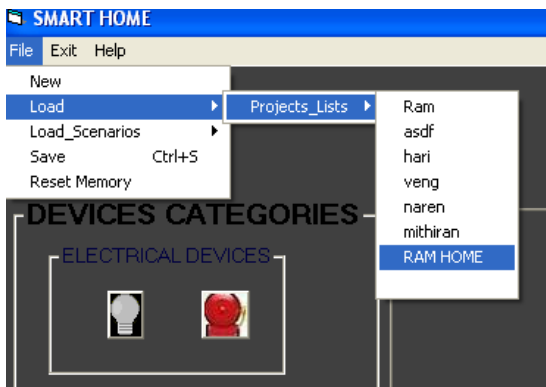 SMART HOME
File Exit Help
New
Load
Load_Scenarios
Save Ctrl+S
Reset Memory
Projects_Lists
Ram
asdf
hari
veng
naren
mithiran
RAM HOME
DEVICES CATEGORIES
ELECTRICAL DEVICES